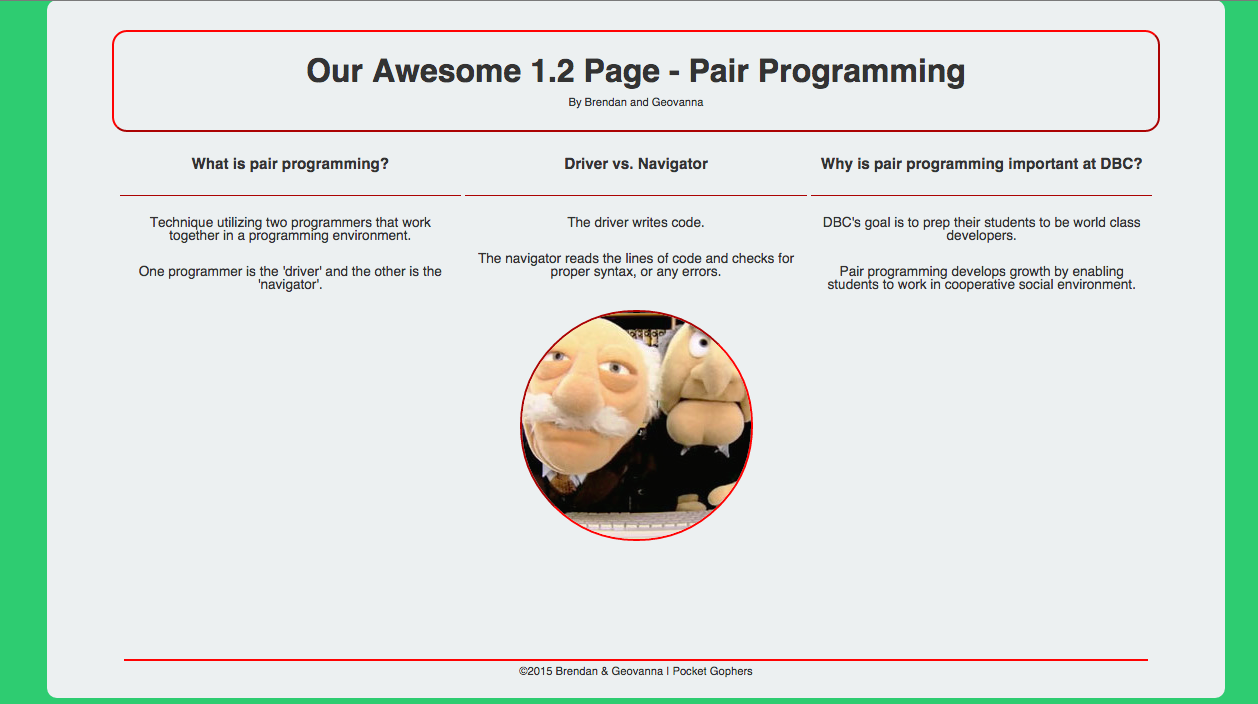 Our Awesome 1.2 Page - Pair Programming
By Brendan and Geovanna
What is pair programming?
Technique utilizing two programmers that work
together in a programming environment.
One programmer is the 'driver' and the other is the
'navigator'.
Driver vs. Navigator
The driver writes code.
The navigator reads the lines of code and checks for
proper syntax, or any errors.
Why is pair programming important at DBC?
DBC's goal is to prep their students to be world class
developers.
Pair programming develops growth by enabling
students to work in cooperative social environment.
©2015 Brendan & Geovanna | Pocket Gophers